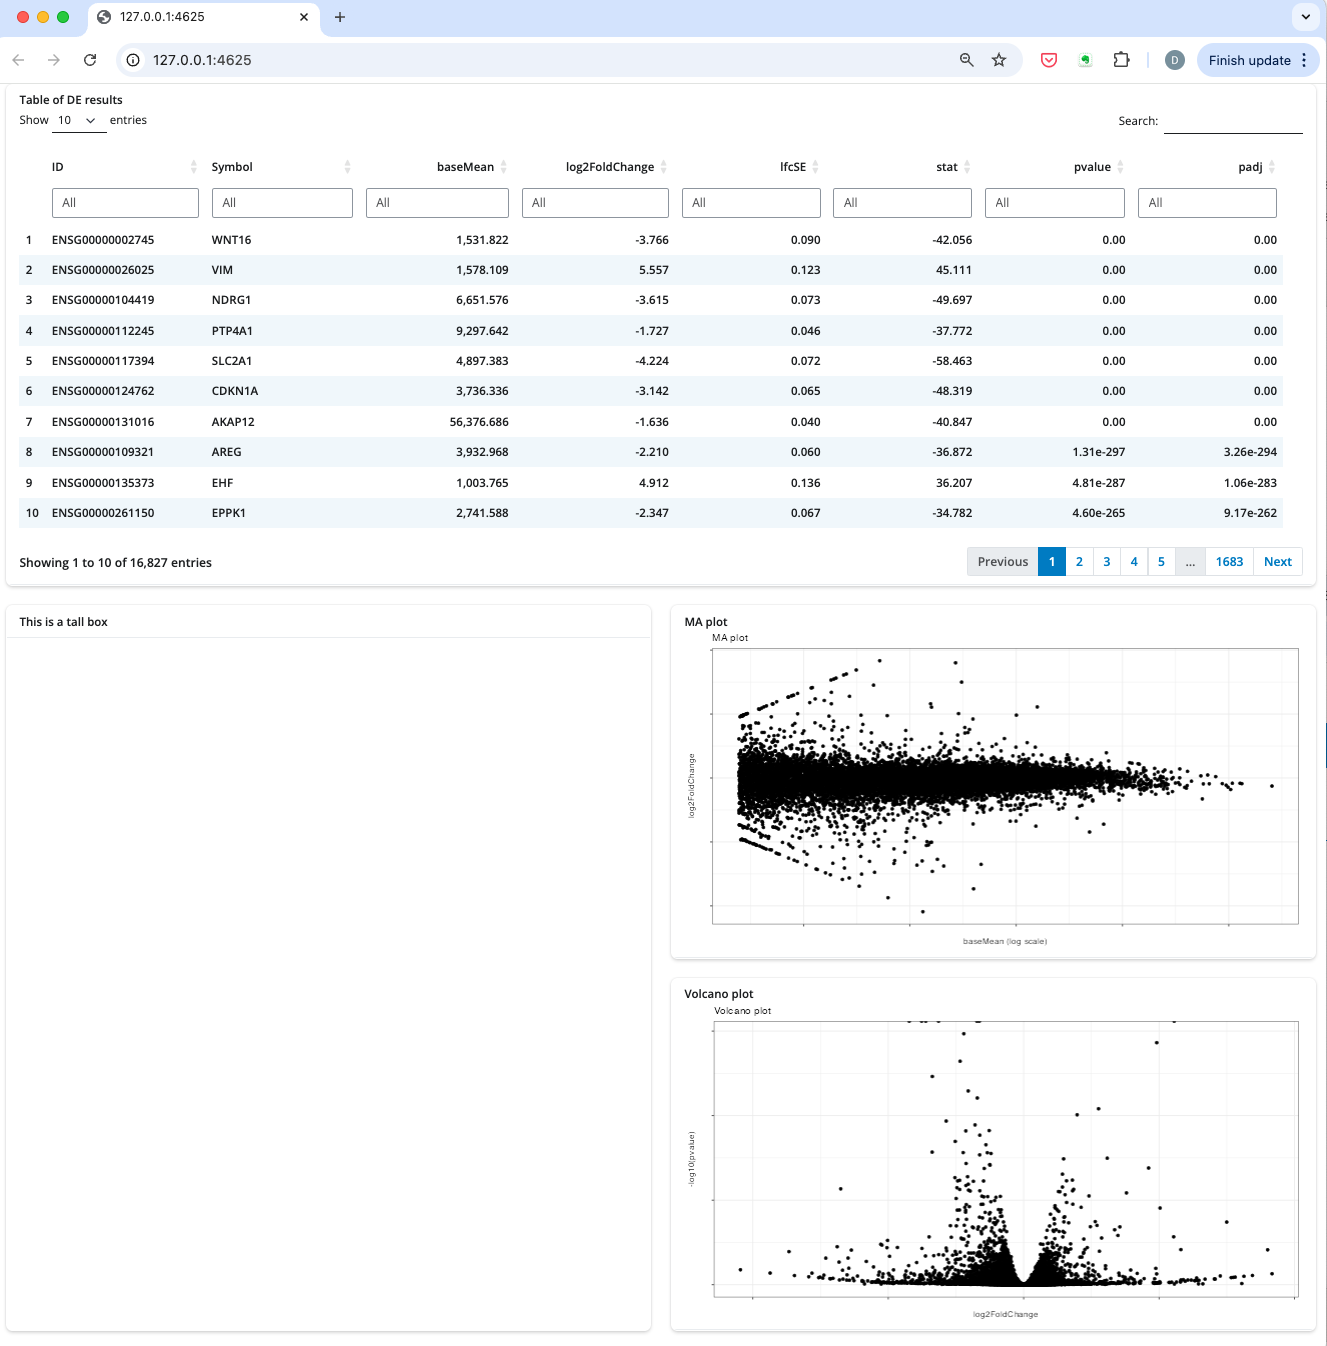 127.0.0.1:4625
127.0.0.1:4625
D
Finish update
Table of DE results
Show 10 entries
Search:
ID Symbol baseMean log2FoldChange lfcSE stat pvalue padj
All All All All All All All All
1 ENSG00000002745 WNT16 1,531.822 -3.766 0.090 -42.056 0.00 0.00
2 ENSG00000026025 VIM 1,578.109 5.557 0.123 45.111 0.00 0.00
3 ENSG00000104419 NDRG1 6,651.576 -3.615 0.073 -49.697 0.00 0.00
4 ENSG00000112245 PTP4A1 9,297.642 -1.727 0.046 -37.772 0.00 0.00
5 ENSG00000117394 SLC2A1 4,897.383 -4.224 0.072 -58.463 0.00 0.00
6 ENSG00000124762 CDKN1A 3,736.336 -3.142 0.065 -48.319 0.00 0.00
7 ENSG00000131016 AKAP12 56,376.686 -1.636 0.040 -40.847 0.00 0.00
8 ENSG00000109321 AREG 3,932.968 -2.210 0.060 -36.872 1.31e-297 3.26e-294
9 ENSG00000135373 EHF 1,003.765 4.912 0.136 36.207 4.81e-287 1.06e-283
10 ENSG00000261150 EPPK1 2,741.588 -2.347 0.067 -34.782 4.60e-265 9.17e-262
Showing 1 to 10 of 16,827 entries
Previous 1 2 3 4 5 ... 1683 Next
This is a tall box
MA plot
MA plot
log2FoldChange
baseMean (log scale)
Volcano plot
Volcano plot
-log10(pvalue)
log2FoldChange